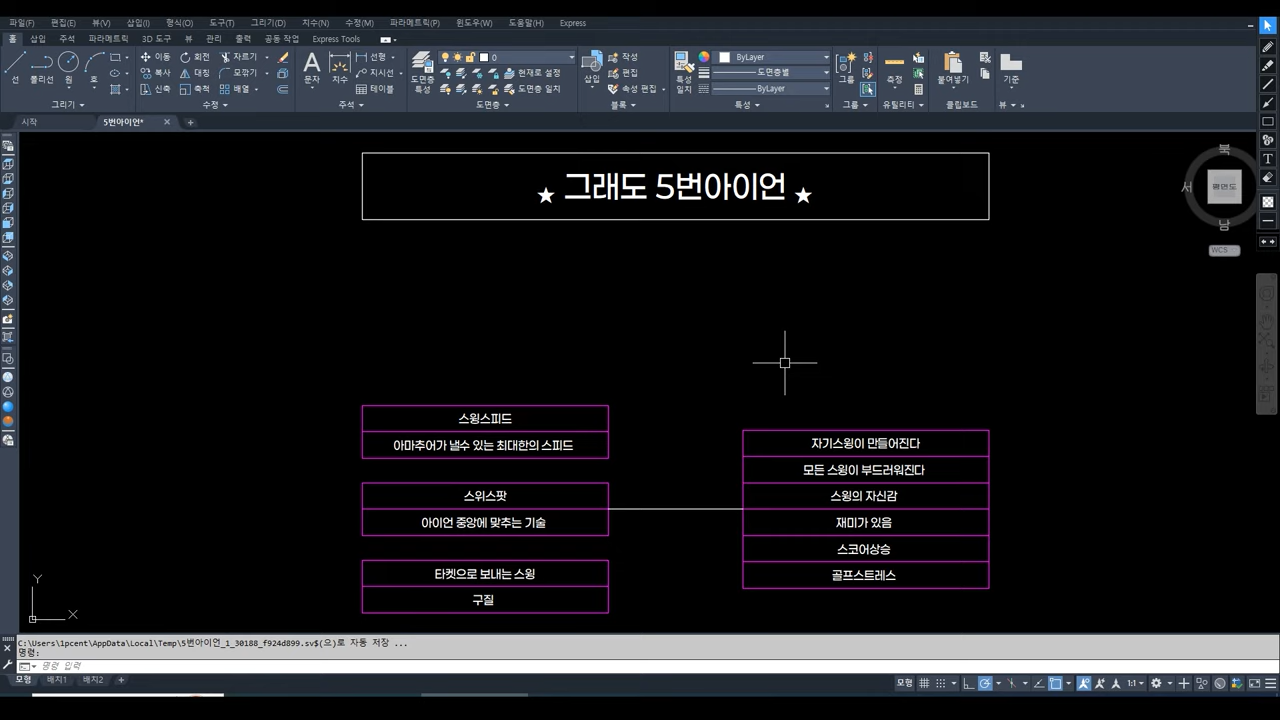 파일(F) 편집(E) 뷰(V) 삽입(I) 형식(O) 도구(T) 그리기(D) 치수(N) 수정(M) 파라메트릭(P) 윈도우(W) 도움말(H) Express
홈 삽입 주석 파라메트릭 3D 도구 뷰 관리 출력 공동 작업 Express Tools
선 폴리선 원 호
이동 회전 자르기
복사 대칭 모깎기
신축 축척 배열
문자 치수
선형
지시선
테이블
도면층 특성
0
현재로 설정
도면층 일치
삽입
작성
편집
속성 편집
특성 일치
ByLayer
도면층별
ByLayer
그룹
측정
붙여넣기
기준
그리기 수정 주석 도면층 블록 특성 그룹 유틸리티 클립보드 뷰
시작 5번아이언*
★ 그래도 5번아이언 ★
북
서 평면도
남
WCS
스윙스피드
아마추어가 낼수 있는 최대한의 스피드
스위스팟
아이언 중앙에 맞추는 기술
타켓으로 보내는 스윙
구질
자기스윙이 만들어진다
모든 스윙이 부드러워진다
스윙의 자신감
재미가 있음
스코어상승
골프스트레스
Y
X
C:\Users\1pcent\AppData\Local\Temp\5번아이언_1_30188_f924d899.sv$(으)로 자동 저장 ...
명령:
명령 입력
모형 배치1 배치2
모형 1:1